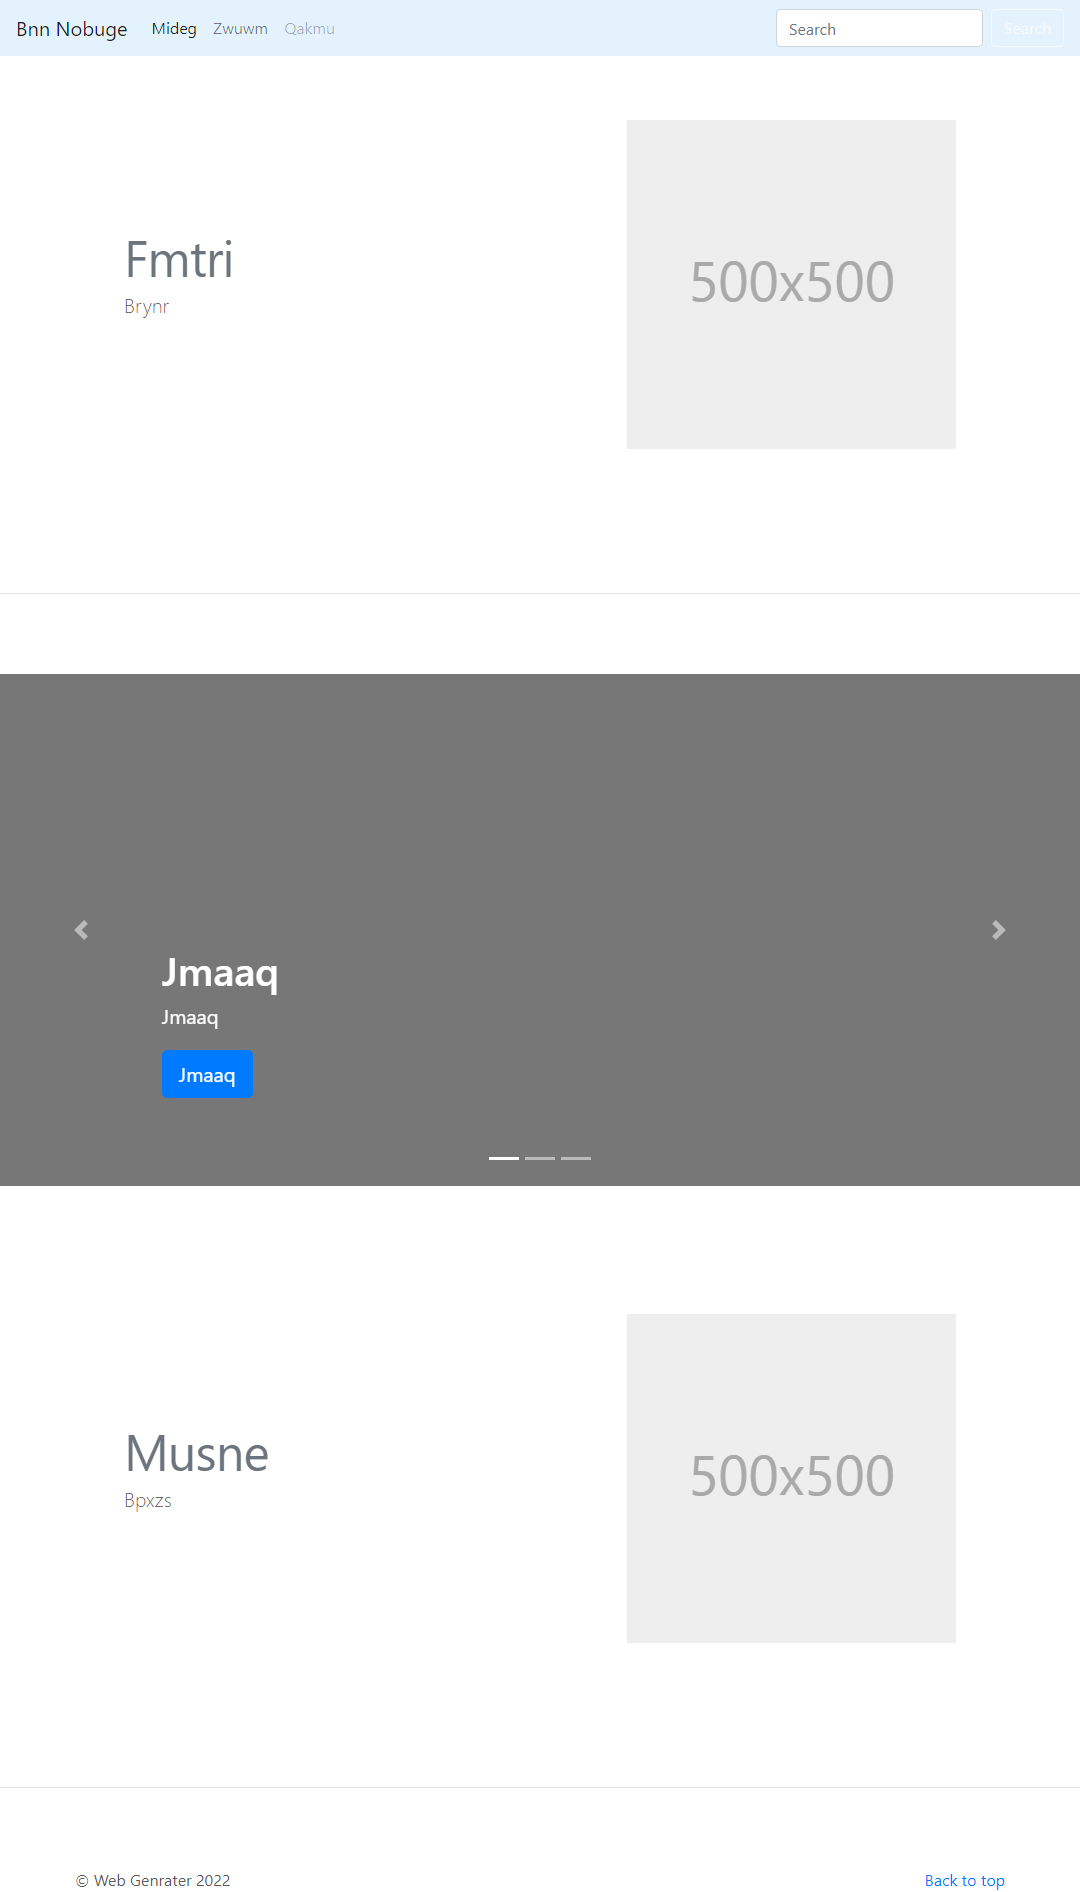 Bnn Nobuge Mideg Zwuwm Qakmu Search Search
Fmtri
Brynr
500x500
Jmaaq
Jmaaq
Jmaaq
Musne
Bpxzs
500x500
© Web Genrater 2022 Back to top